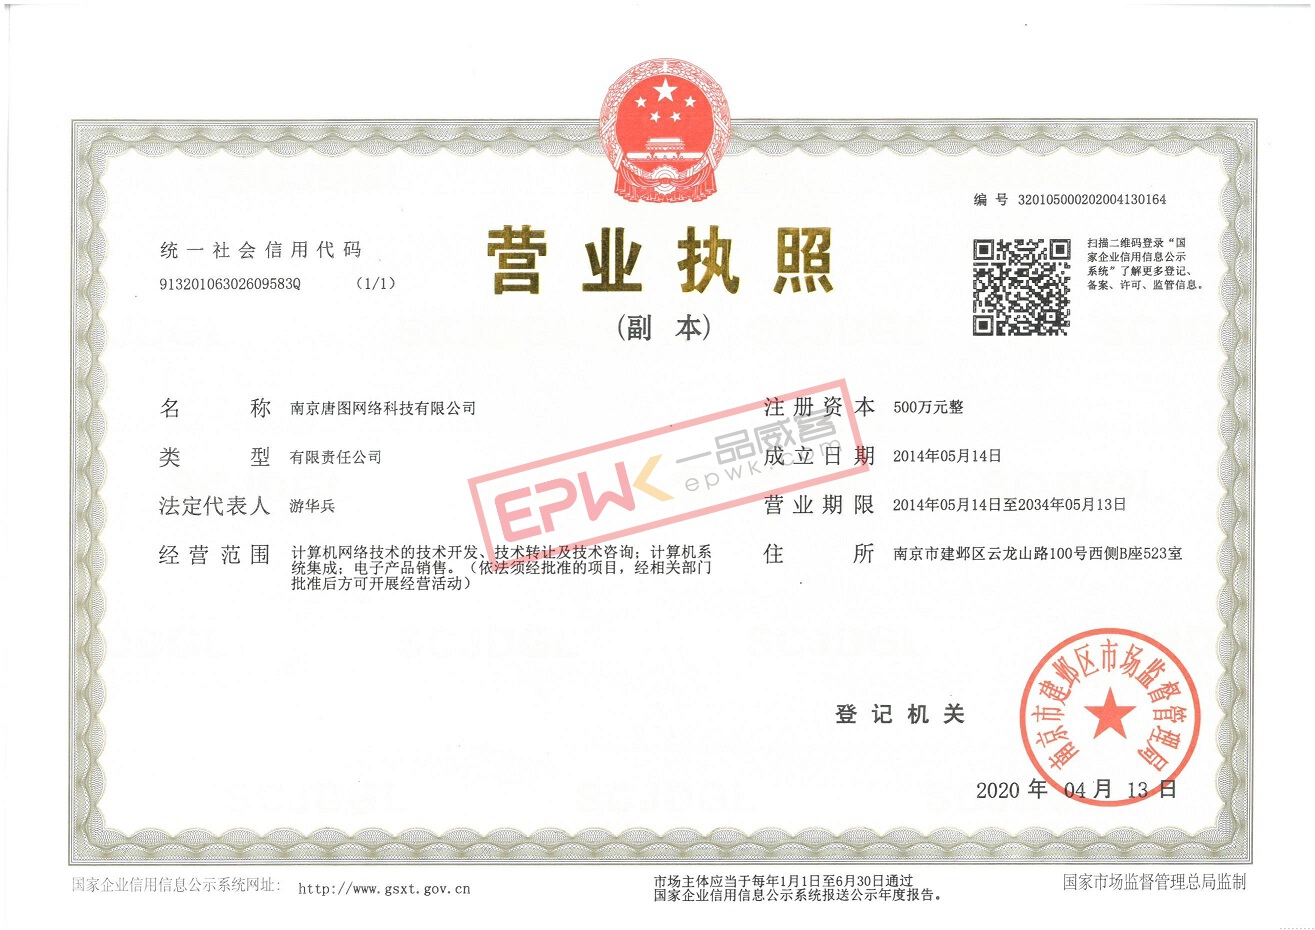 编 号 320105000202004130164
统一社会信用代码
91320106302609583Q （1/1）
营业执照
（副 本）
扫描二维码登录“国
家企业信用信息公示
系统”了解更多登记、
备案、许可、监管信息。
名 称 南京唐图网络科技有限公司
类 型 有限责任公司
法定代表人 游华兵
经营范围 计算机网络技术的技术开发、技术转让及技术咨询；计算机系
统集成；电子产品销售。（依法须经批准的项目，经相关部门
批准后方可开展经营活动）
注册资本 500万元整
成立日期 2014年05月14日
营业期限 2014年05月14日至2034年05月13日
住 所 南京市建邺区云龙山路100号西侧B座523室
EPWK 一品威客
epwk.com
登记机关
南京市建邺区市场监督管理局
2020 年 04 月 13 日
国家企业信用信息公示系统网址： http://www.gsxt.gov.cn
市场主体应当于每年1月1日至6月30日通过
国家企业信用信息公示系统报送公示年度报告。
国家市场监督管理总局监制